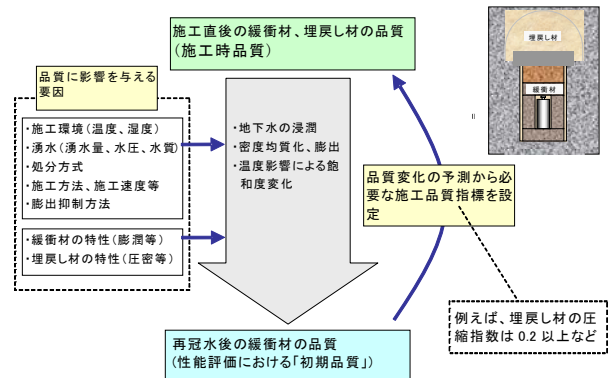 施工直後の緩衝材、埋戻し材の品質
(施工時品質)
埋戻し材
緩衝材
品質に影響を与える
要因
・施工環境(温度、湿度)
・湧水(湧水量、水圧、水質)
・処分方式
・施工方法、施工速度等
・膨出抑制方法
・緩衝材の特性(膨潤等)
・埋戻し材の特性(圧密等)
・地下水の浸潤
・密度均質化、膨出
・温度影響による飽
和度変化
品質変化の予測から必
要な施工品質指標を設
定
例えば、埋戻し材の圧
縮指数は0.2以上など
再冠水後の緩衝材の品質
(性能評価における「初期品質」)